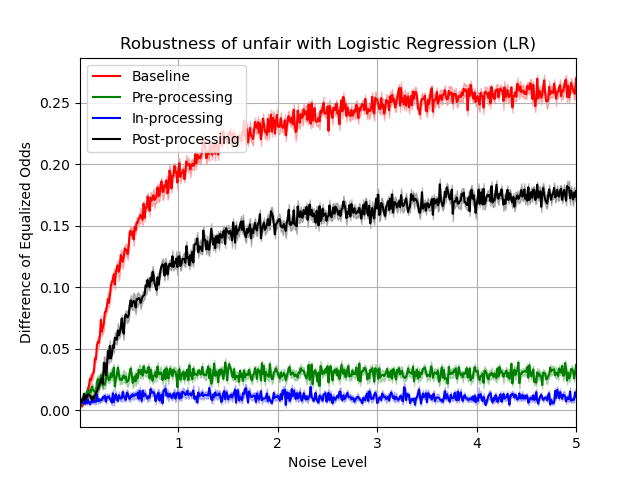 Robustness of unfair with Logistic Regression (LR)
Baseline
Pre-processing
In-processing
Post-processing
Difference of Equalized Odds
0.25
0.20
0.15
0.10
0.05
0.00
1 2 3 4 5
Noise Level